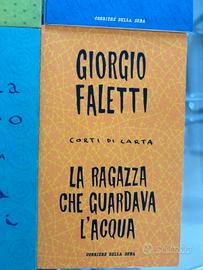 CORRIERE DELLA SERA
GIORGIO
FALETTI
CORTI DI CARTA
LA RAGAZZA
CHE GUARDAVA
L'ACQUA
CORRIERE DELLA SERA